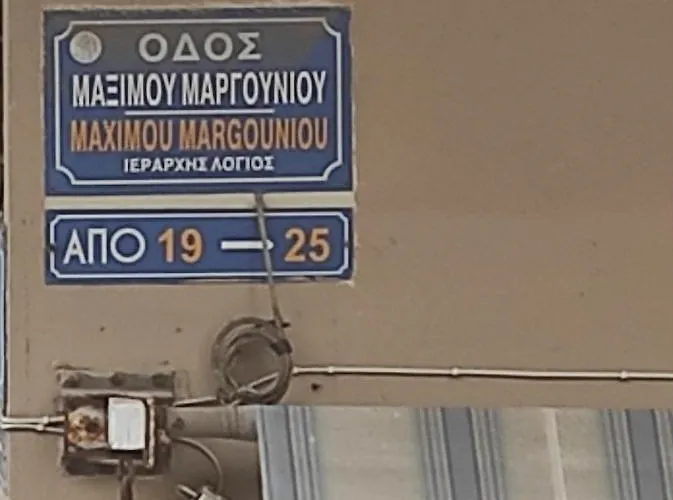 ΟΔΟΣ
ΜΑΞΙΜΟΥ ΜΑΡΓΟΥΝΙΟΥ
MAXIMOU MARGOUNIOU
ΙΕΡΑΡΧΗΣ ΛΟΓΙΟΣ
ΑΠΟ 19 — 25